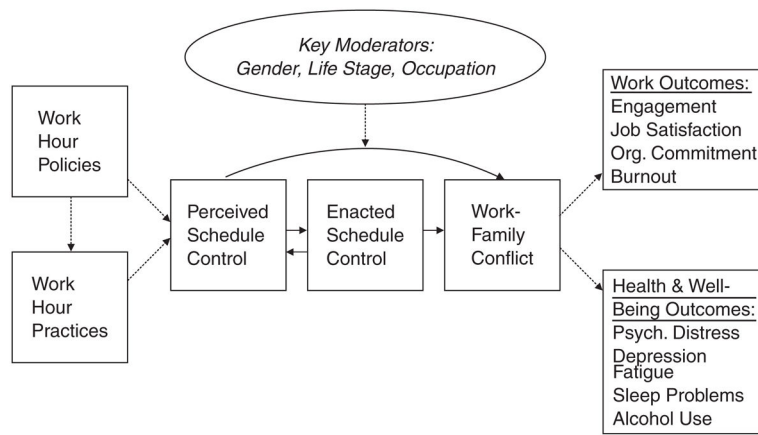 Key Moderators:
Gender, Life Stage, Occupation
Work
Hour
Policies
Work
Hour
Practices
Perceived
Schedule
Control
Enacted
Schedule
Control
Work-
Family
Conflict
Work Outcomes:
Engagement
Job Satisfaction
Org. Commitment
Burnout
Health & Well-
Being Outcomes:
Psych. Distress
Depression
Fatigue
Sleep Problems
Alcohol Use